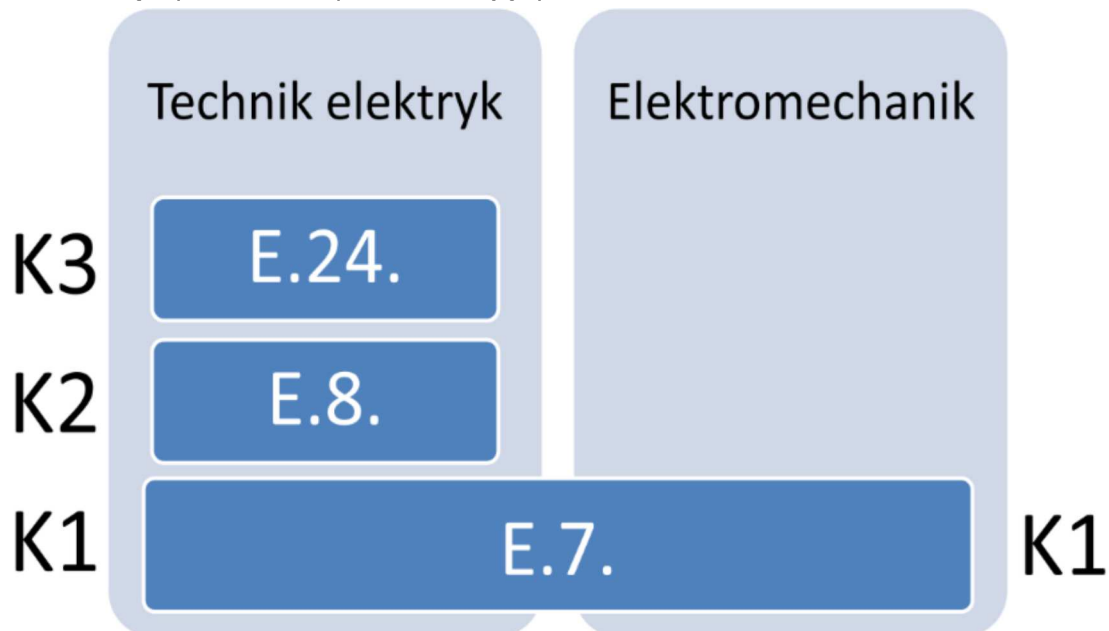 Technik elektryk
Elektromechanik
K3
E.24.
K2
E.8.
K1
E.7.
K1